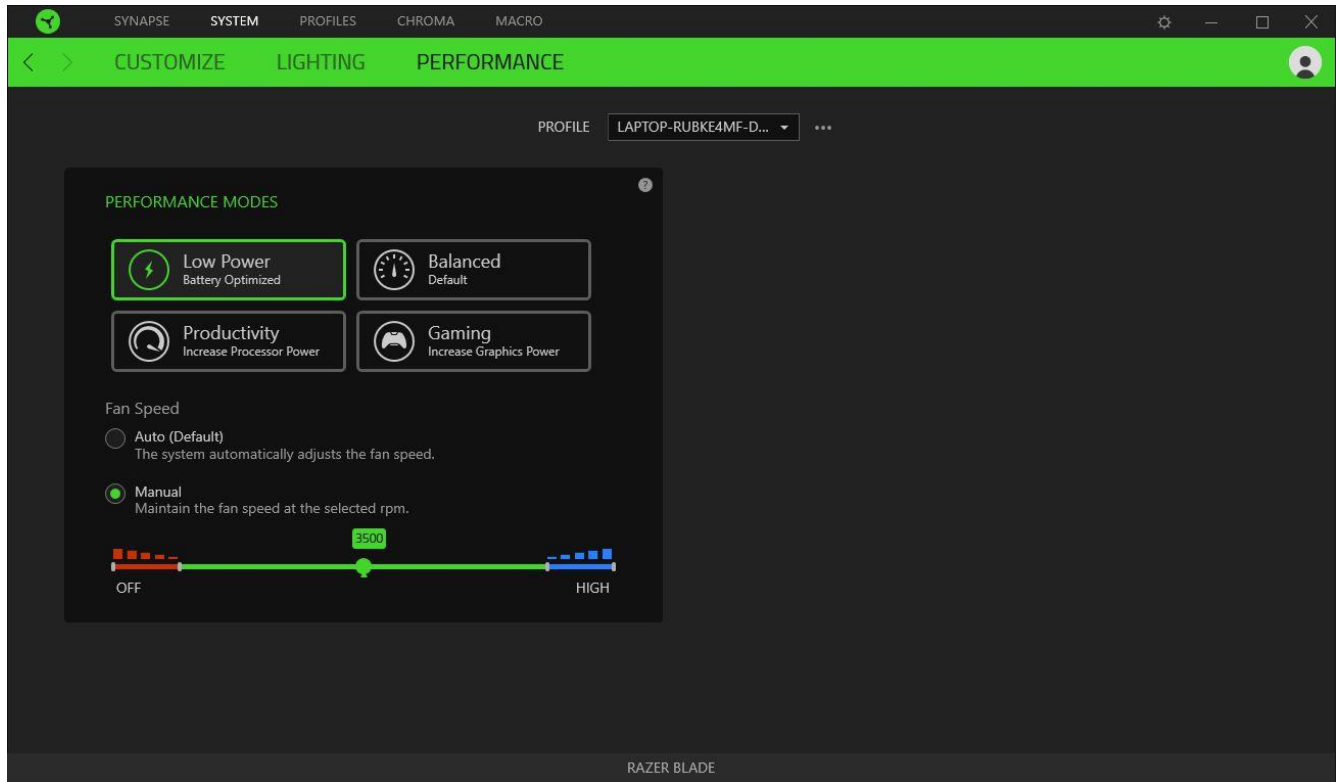 SYNAPSE SYSTEM PROFILES CHROMA MACRO
CUSTOMIZE LIGHTING PERFORMANCE
PROFILE LAPTOP-RUBKE4MF-D... •••
?
PERFORMANCE MODES
Low Power
Battery Optimized
Balanced
Default
Productivity
Increase Processor Power
Gaming
Increase Graphics Power
Fan Speed
Auto (Default)
The system automatically adjusts the fan speed.
Manual
Maintain the fan speed at the selected rpm.
3500
OFF HIGH
RAZER BLADE